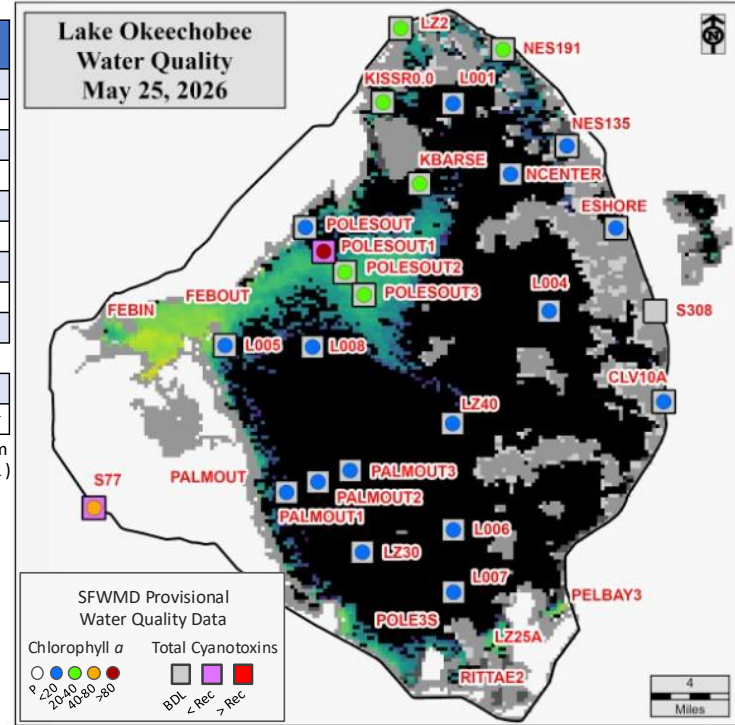 Lake Okeechobee
Water Quality
May 25, 2026
N
LZ2
NES191
KISSR0.0
L001
NES135
KBARSE
NCENTER
ESHORE
POLESOUT
POLESOUT1
POLESOUT2
POLESOUT3
L004
FEBIN
FEBOUT
S308
L005
L008
CLV10A
LZ40
S77
PALMOUT
PALMOUT3
PALMOUT2
PALMOUT1
L006
LZ30
L007
PELBAY3
POLE3S
LZ25A
RITTAE2
SFWMD Provisional
Water Quality Data
Chlorophyll a
Total Cyanotoxins
P
<20
20-40
40-80
>80
BDL
< Rec
> Rec
4
Miles